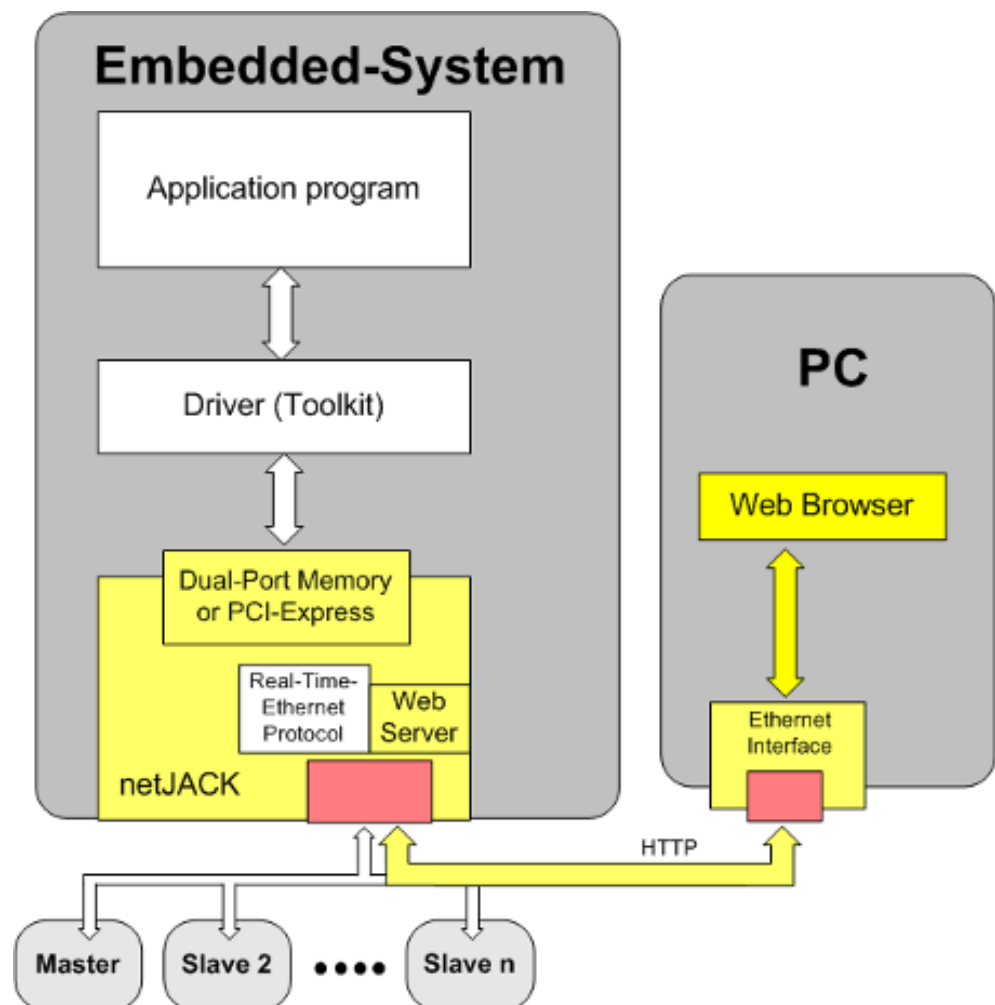 Embedded-System
Application program
Driver (Toolkit)
Dual-Port Memory
or PCI-Express
Real-Time-
Ethernet
Protocol
Web
Server
netJACK
PC
Web Browser
Ethernet
Interface
HTTP
Master
Slave 2
Slave n